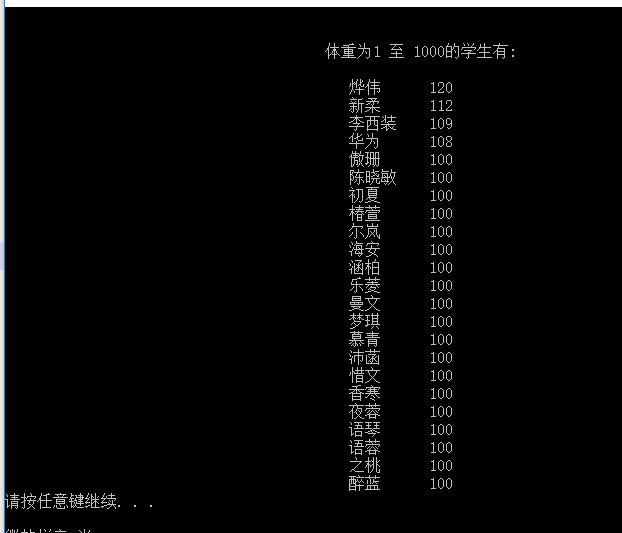 体重为1 至 1000的学生有:
烨伟 120
新柔 112
李西装 109
华为 108
傲珊 100
陈晓敏 100
初夏 100
椿萱 100
尔岚 100
海安 100
涵柏 100
乐菱 100
曼文 100
梦琪 100
慕青 100
沛菡 100
惜文 100
香寒 100
夜蓉 100
语琴 100
语蓉 100
之桃 100
醉蓝 100
请按任意键继续. . .